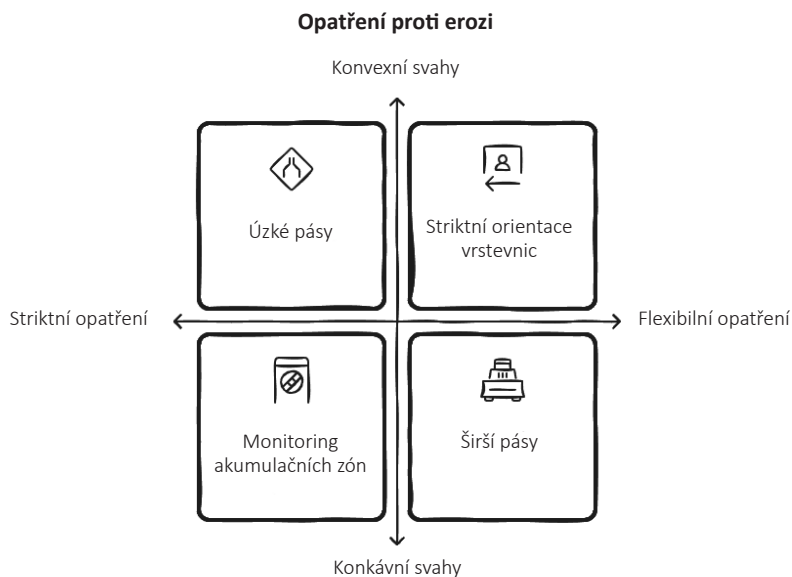 Opatření proti erozi
Konvexní svahy
Úzké pásy
Striktní orientace
vrstevnic
Striktní opatření
Flexibilní opatření
Monitoring
akumulačních zón
Širší pásy
Konkávní svahy